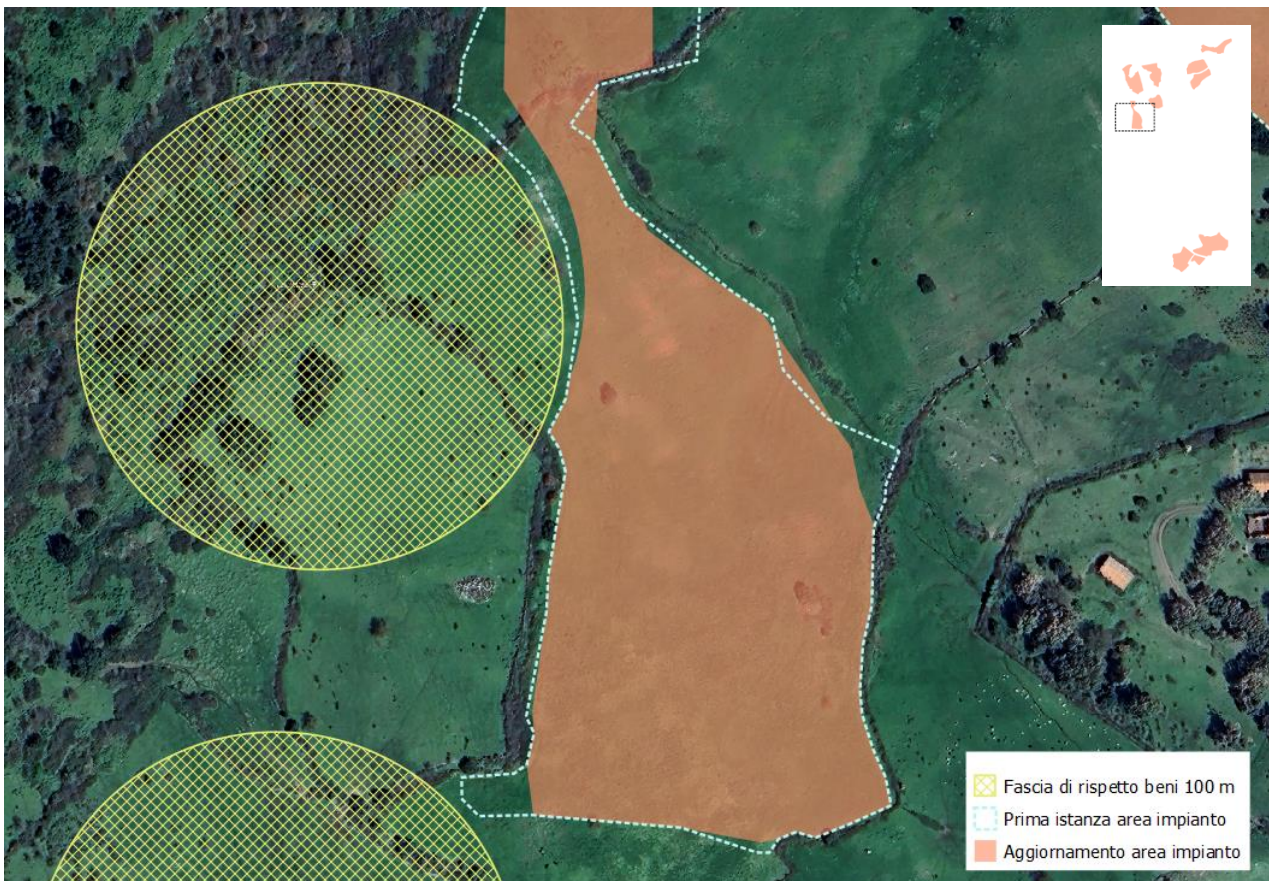 Fascia di rispetto beni 100 m
Prima istanza area impianto
Aggiornamento area impianto